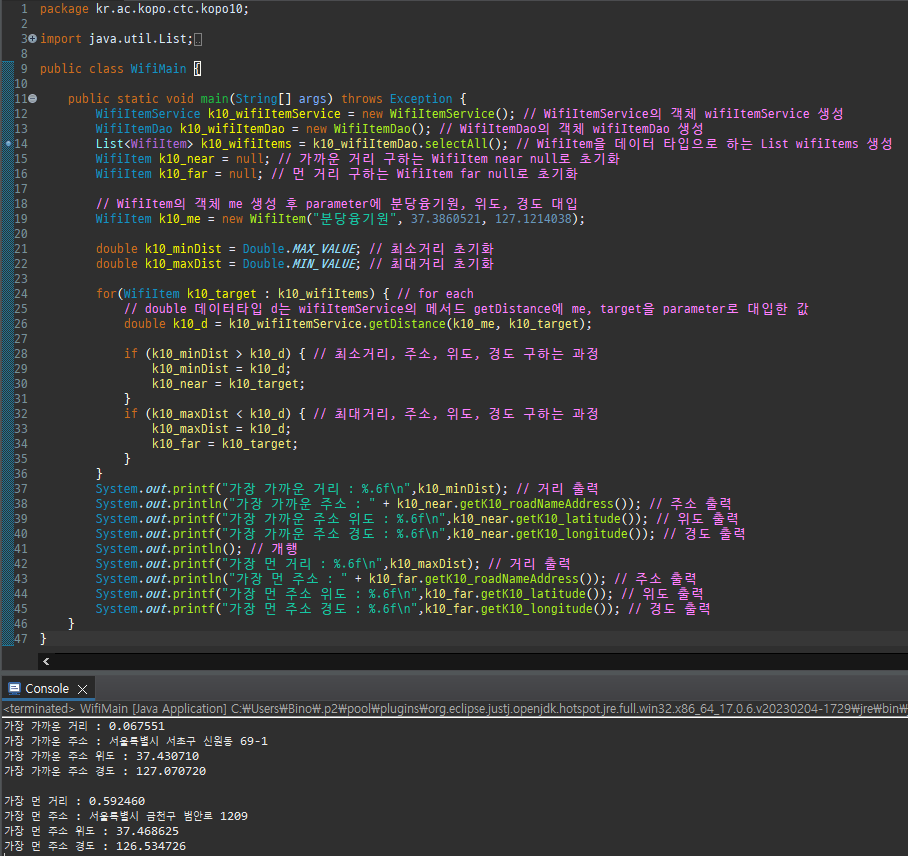 1 package kr.ac.kopo.ctc.kopo10;
2
3 import java.util.List;
8
9 public class WifiMain {
10
11 public static void main(String[] args) throws Exception {
12 WifiItemService k10_wifiItemService = new WifiItemService(); // WifiItemService의 객체 wifiItemService 생성
13 WifiItemDao k10_wifiItemDao = new WifiItemDao(); // WifiItemDao의 객체 wifiItemDao 생성
14 List<WifiItem> k10_wifiItems = k10_wifiItemDao.selectAll(); // WifiItem을 데이터 타입으로 하는 List wifiItems 생성
15 WifiItem k10_near = null; // 가까운 거리 구하는 WifiItem near null로 초기화
16 WifiItem k10_far = null; // 먼 거리 구하는 WifiItem far null로 초기화
17
18 // WifiItem의 객체 me 생성 후 parameter에 분당융기원, 위도, 경도 대입
19 WifiItem k10_me = new WifiItem("분당융기원", 37.3860521, 127.1214038);
20
21 double k10_minDist = Double.MAX_VALUE; // 최소거리 초기화
22 double k10_maxDist = Double.MIN_VALUE; // 최대거리 초기화
23
24 for(WifiItem k10_target : k10_wifiItems) { // for each
25 // double 데이터타입 d는 wifiItemService의 메서드 getDistance에 me, target을 parameter로 대입한 값
26 double k10_d = k10_wifiItemService.getDistance(k10_me, k10_target);
27
28 if (k10_minDist > k10_d) { // 최소거리, 주소, 위도, 경도 구하는 과정
29 k10_minDist = k10_d;
30 k10_near = k10_target;
31 }
32 if (k10_maxDist < k10_d) { // 최대거리, 주소, 위도, 경도 구하는 과정
33 k10_maxDist = k10_d;
34 k10_far = k10_target;
35 }
36 }
37 System.out.printf("가장 가까운 거리 : %.6f\n",k10_minDist); // 거리 출력
38 System.out.println("가장 가까운 주소 : " + k10_near.getK10_roadNameAddress()); // 주소 출력
39 System.out.printf("가장 가까운 주소 위도 : %.6f\n",k10_near.getK10_latitude()); // 위도 출력
40 System.out.printf("가장 가까운 주소 경도 : %.6f\n",k10_near.getK10_longitude()); // 경도 출력
41 System.out.println(); // 개행
42 System.out.printf("가장 먼 거리 : %.6f\n",k10_maxDist); // 거리 출력
43 System.out.println("가장 먼 주소 : " + k10_far.getK10_roadNameAddress()); // 주소 출력
44 System.out.printf("가장 먼 주소 위도 : %.6f\n",k10_far.getK10_latitude()); // 위도 출력
45 System.out.printf("가장 먼 주소 경도 : %.6f\n",k10_far.getK10_longitude()); // 경도 출력
46 }
47 }
Console
<terminated> WifiMain [Java Application] C:₩Users₩Bino₩.p2₩pool₩plugins₩org.eclipse.justj.openjdk.hotspot.jre.full.win32.x86_64_17.0.6.v20230204-1729₩jre₩bin₩
가장 가까운 거리 : 0.067551
가장 가까운 주소 : 서울특별시 서초구 신원동 69-1
가장 가까운 주소 위도 : 37.430710
가장 가까운 주소 경도 : 127.070720

가장 먼 거리 : 0.592460
가장 먼 주소 : 서울특별시 금천구 범안로 1209
가장 먼 주소 위도 : 37.468625
가장 먼 주소 경도 : 126.534726